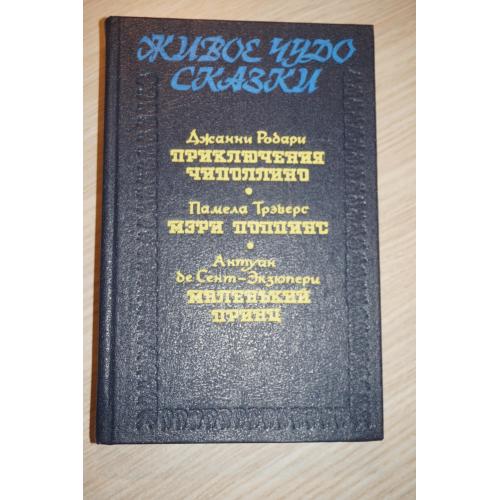 ЖИВОЕ ЧУДО
СКАЗКИ
Джанни Родари
ПРИКЛЮЧЕНИЯ
ЧИПОЛЛИНО
Памела Трэверс
МЭРИ ПОППИНС
Антуан
де Сент-Экзюпери
МАЛЕНЬКИЙ
ПРИНЦ